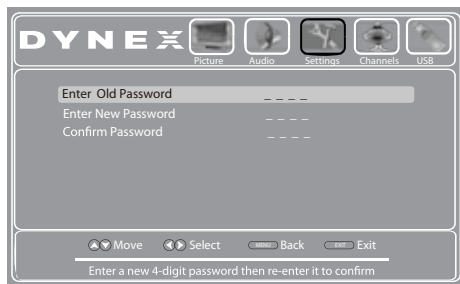 DYNEX
Picture Audio Settings Channels USB
Enter Old Password _ _ _ _
Enter New Password _ _ _ _
Confirm Password _ _ _ _
Move Select MENU Back EXIT Exit
Enter a new 4-digit password then re-enter it to confirm